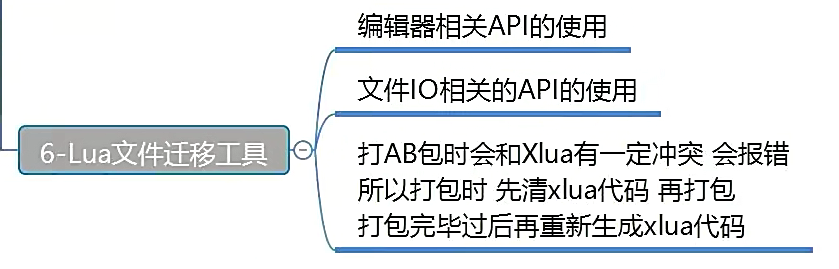 编辑器相关API的使用
文件IO相关的API的使用
6-Lua文件迁移工具
打AB包时会和Xlua有一定冲突 会报错
所以打包时 先清xlua代码 再打包
打包完毕过后再重新生成xlua代码